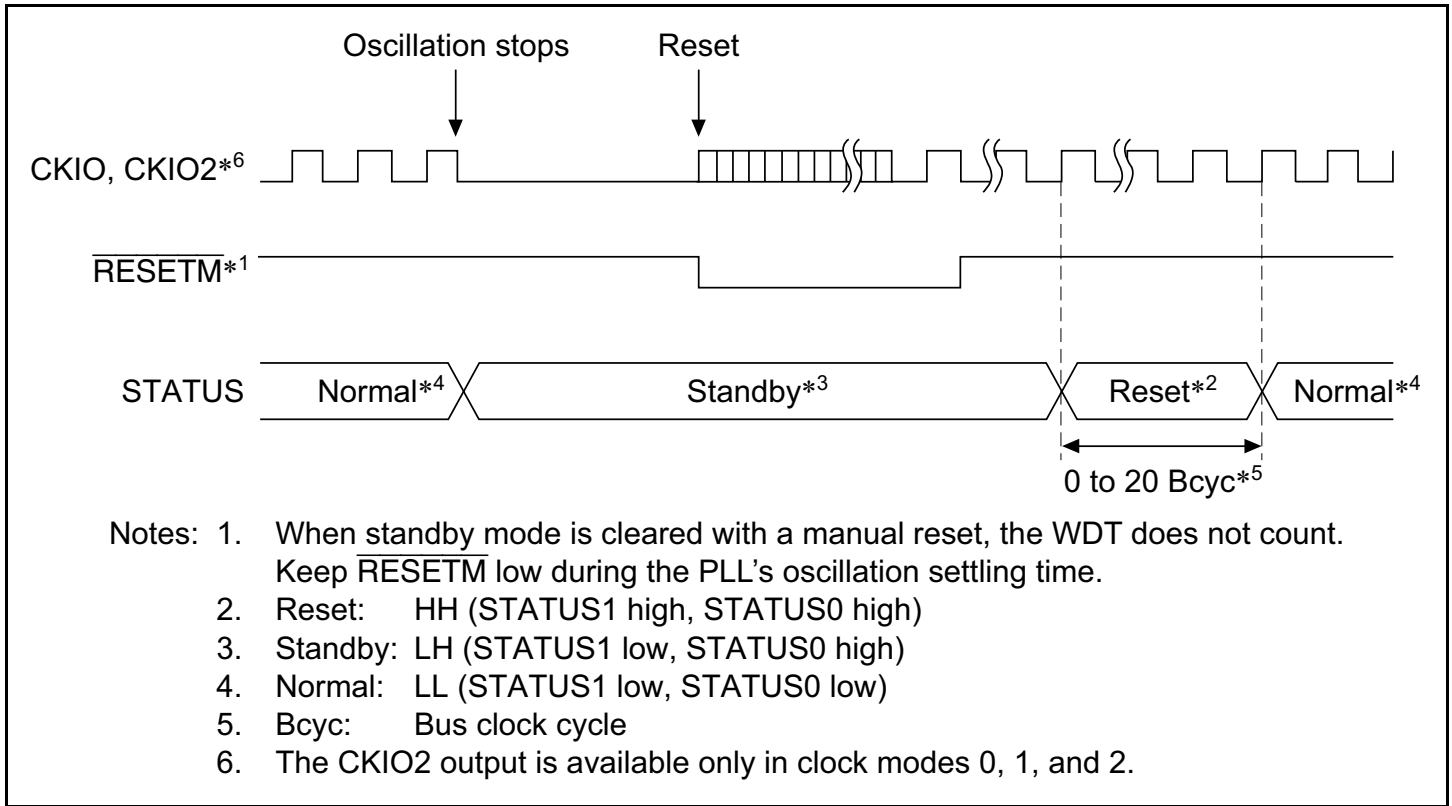 Oscillation stops Reset
CKIO, CKIO2*6
RESETM*1
STATUS Normal*4 Standby*3 Reset*2 Normal*4
0 to 20 Bcyc*5
Notes: 1. When standby mode is cleared with a manual reset, the WDT does not count.
Keep RESETM low during the PLL's oscillation settling time.
2. Reset: HH (STATUS1 high, STATUS0 high)
3. Standby: LH (STATUS1 low, STATUS0 high)
4. Normal: LL (STATUS1 low, STATUS0 low)
5. Bcyc: Bus clock cycle
6. The CKIO2 output is available only in clock modes 0, 1, and 2.